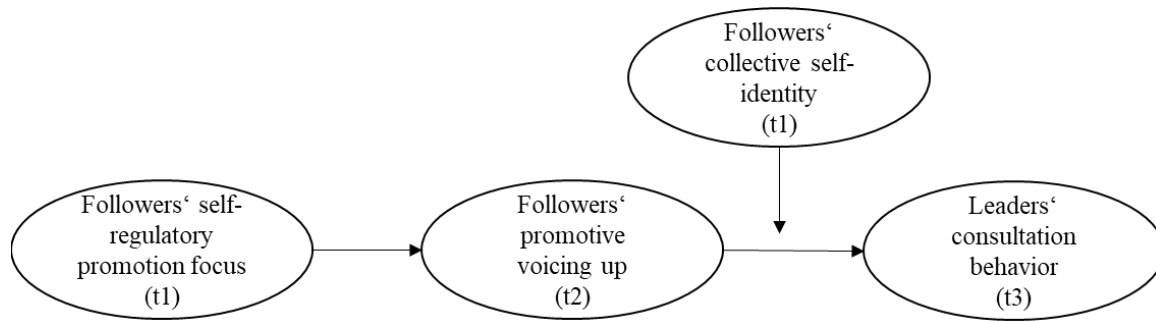 Followers‘
collective self-
identity
(t1)
Followers‘ self-
regulatory
promotion focus
(t1)
Followers‘
promotive
voicing up
(t2)
Leaders‘
consultation
behavior
(t3)